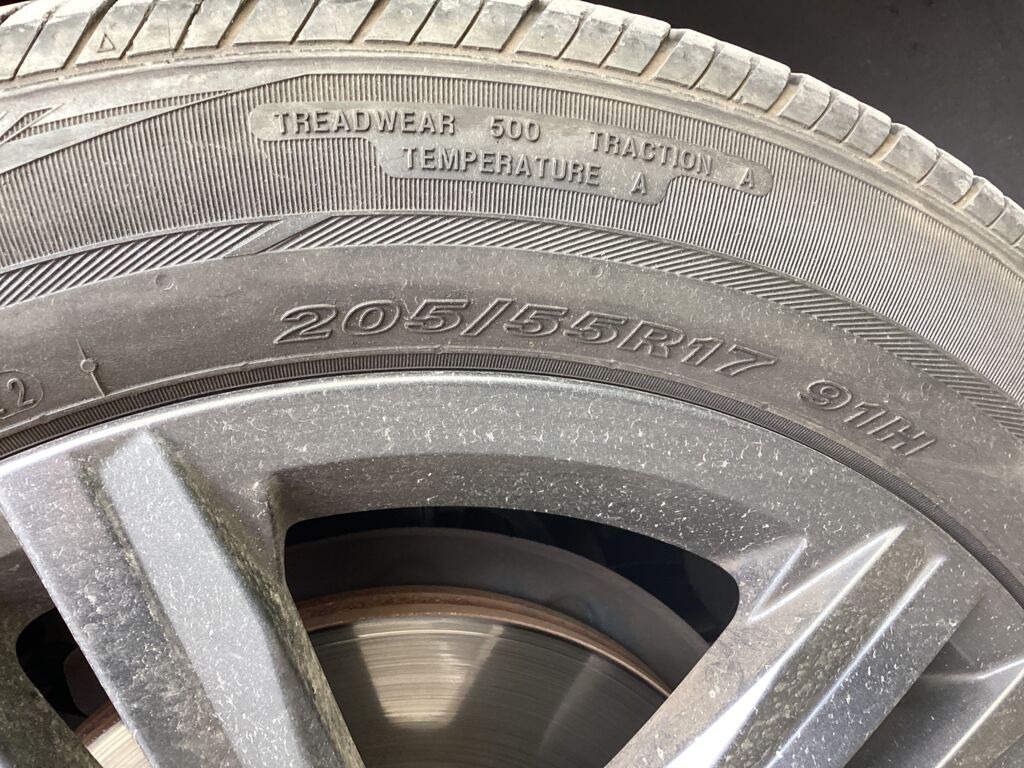 TREADWEAR 500 TRACTION A
TEMPERATURE A
205/55R17 91H